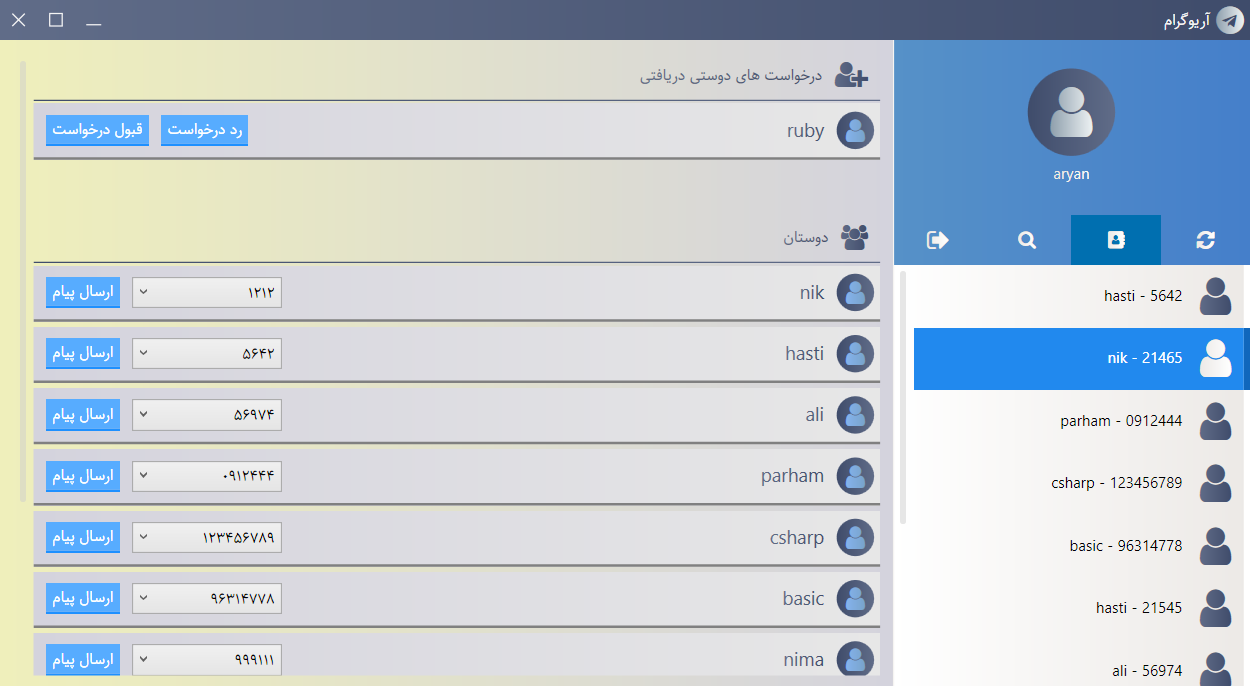 آریوگرام
aryan
hasti - 5642
nik - 21465
parham - 0912444
csharp - 123456789
basic - 96314778
hasti - 21545
ali - 56974
درخواست های دوستی دریافتی
ruby رد درخواست قبول درخواست
دوستان
nik ۱۲۱۲ ارسال پیام
hasti ۵۶۴۲ ارسال پیام
ali ۵۶۹۷۴ ارسال پیام
parham ۰۹۱۲۴۴۴ ارسال پیام
csharp ۱۲۳۴۵۶۷۸۹ ارسال پیام
basic ۹۶۳۱۴۷۷۸ ارسال پیام
nima ۹۹۹۱۱۱ ارسال پیام